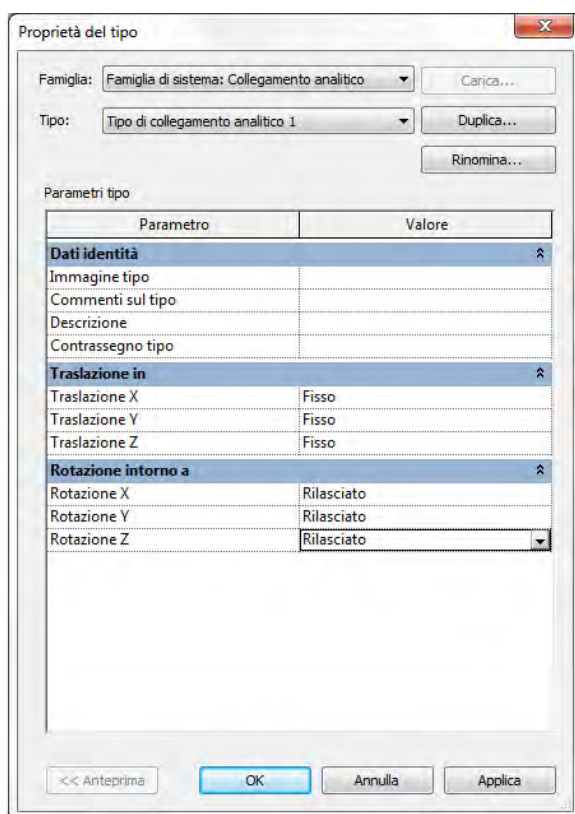 Proprietà del tipo
Famiglia: Famiglia di sistema: Collegamento analitico Carica...
Tipo: Tipo di collegamento analitico 1 Duplica...
Rinomina...
Parametri tipo
Parametro Valore
Dati identità
Immagine tipo
Commenti sul tipo
Descrizione
Contrassegno tipo
Traslazione in
Traslazione X Fisso
Traslazione Y Fisso
Traslazione Z Fisso
Rotazione intorno a
Rotazione X Rilasciato
Rotazione Y Rilasciato
Rotazione Z Rilasciato
<< Anteprima OK Annulla Applica